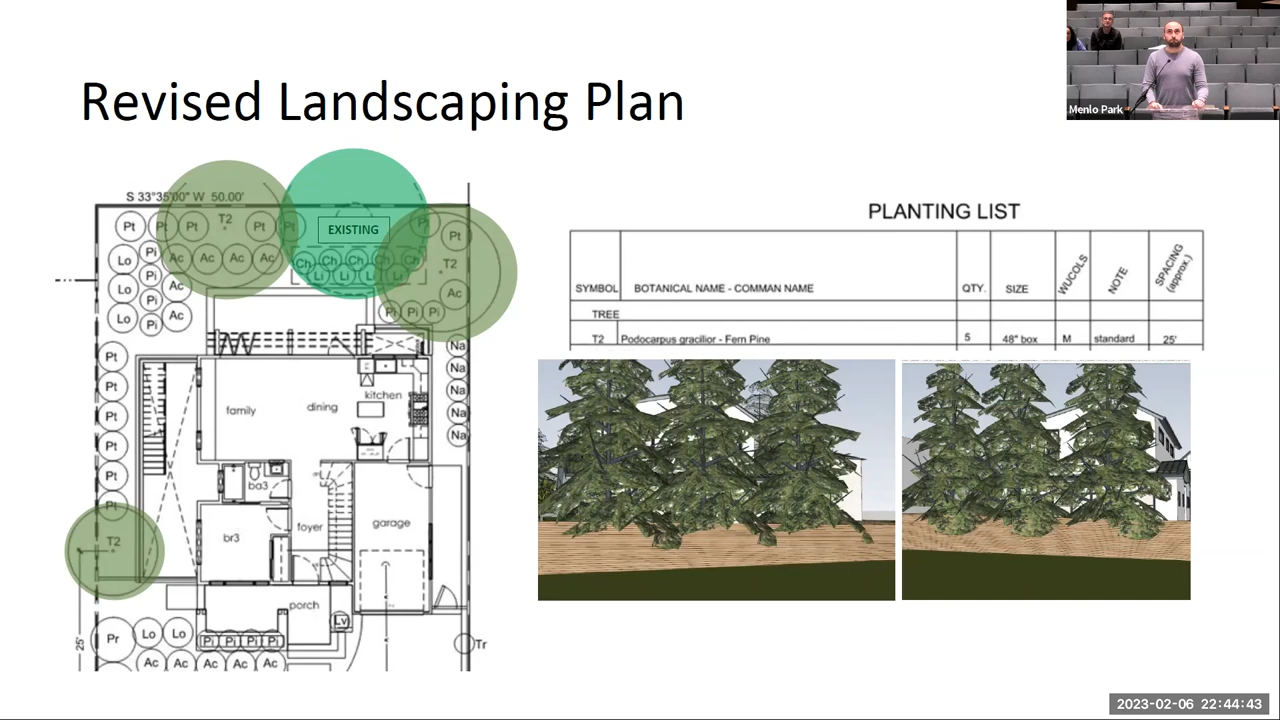 Revised Landscaping Plan
Menlo Park
S 33°35'00" W 50.00'
T2
EXISTING
Pt Pt Pt Pt Pt
Pt
Lo Pi Ac Ac Ac Ac
Ch Ch Ch Ch Ch
T2
Lo Pi Ac
Li Li Li Li
Ac
Lo Pi Ac
Pi Pi Pi
Pi
Pt
Na
Pt
Na
Pt
Na
Pt
Na
Pt
Na
Pt
family
dining
kitchen
ba3
br3
foyer
garage
T2
porch
25'
Pr Lo Lo
Pi Pi Pi Pi
Lv
Tr
Ac Ac Ac Ac Ac
PLANTING LIST
SYMBOL BOTANICAL NAME - COMMAN NAME QTY. SIZE WUCOLS NOTE SPACING (approx.)
TREE
T2 Podocarpus gracilior - Fern Pine 5 48" box M standard 25'
2023-02-06 22:44:43